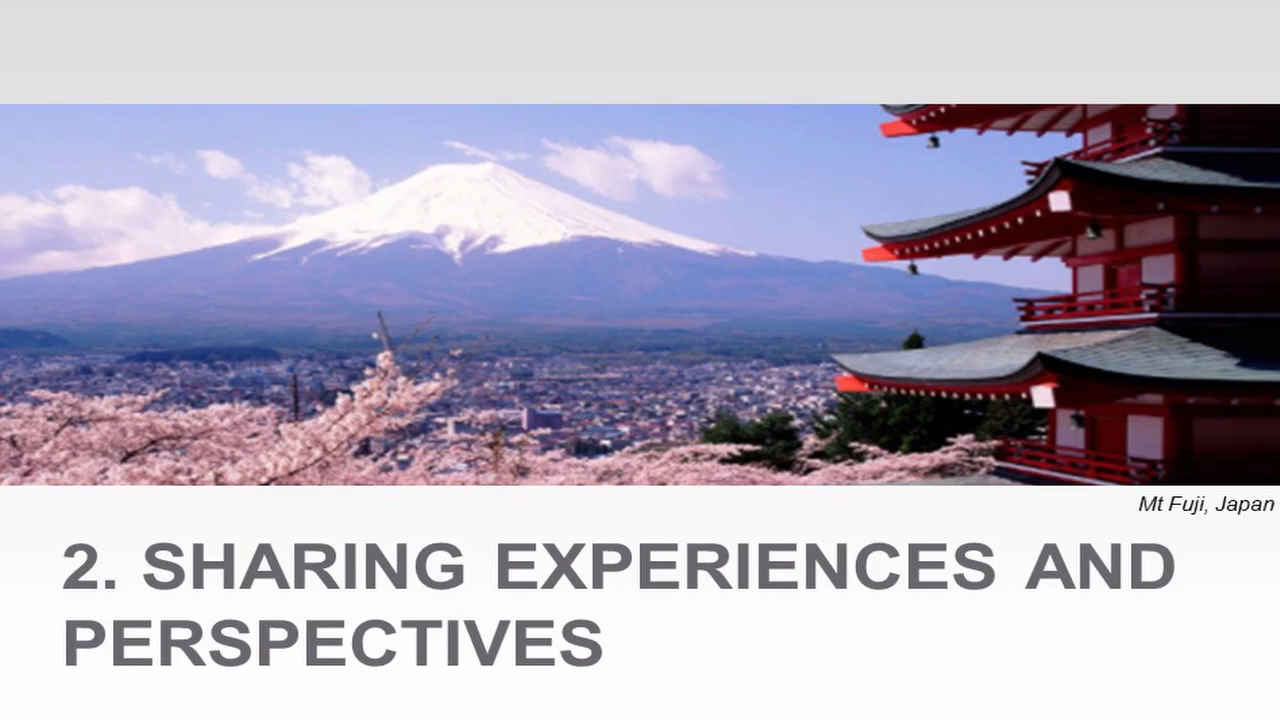 Mt Fuji, Japan
2. SHARING EXPERIENCES AND
PERSPECTIVES